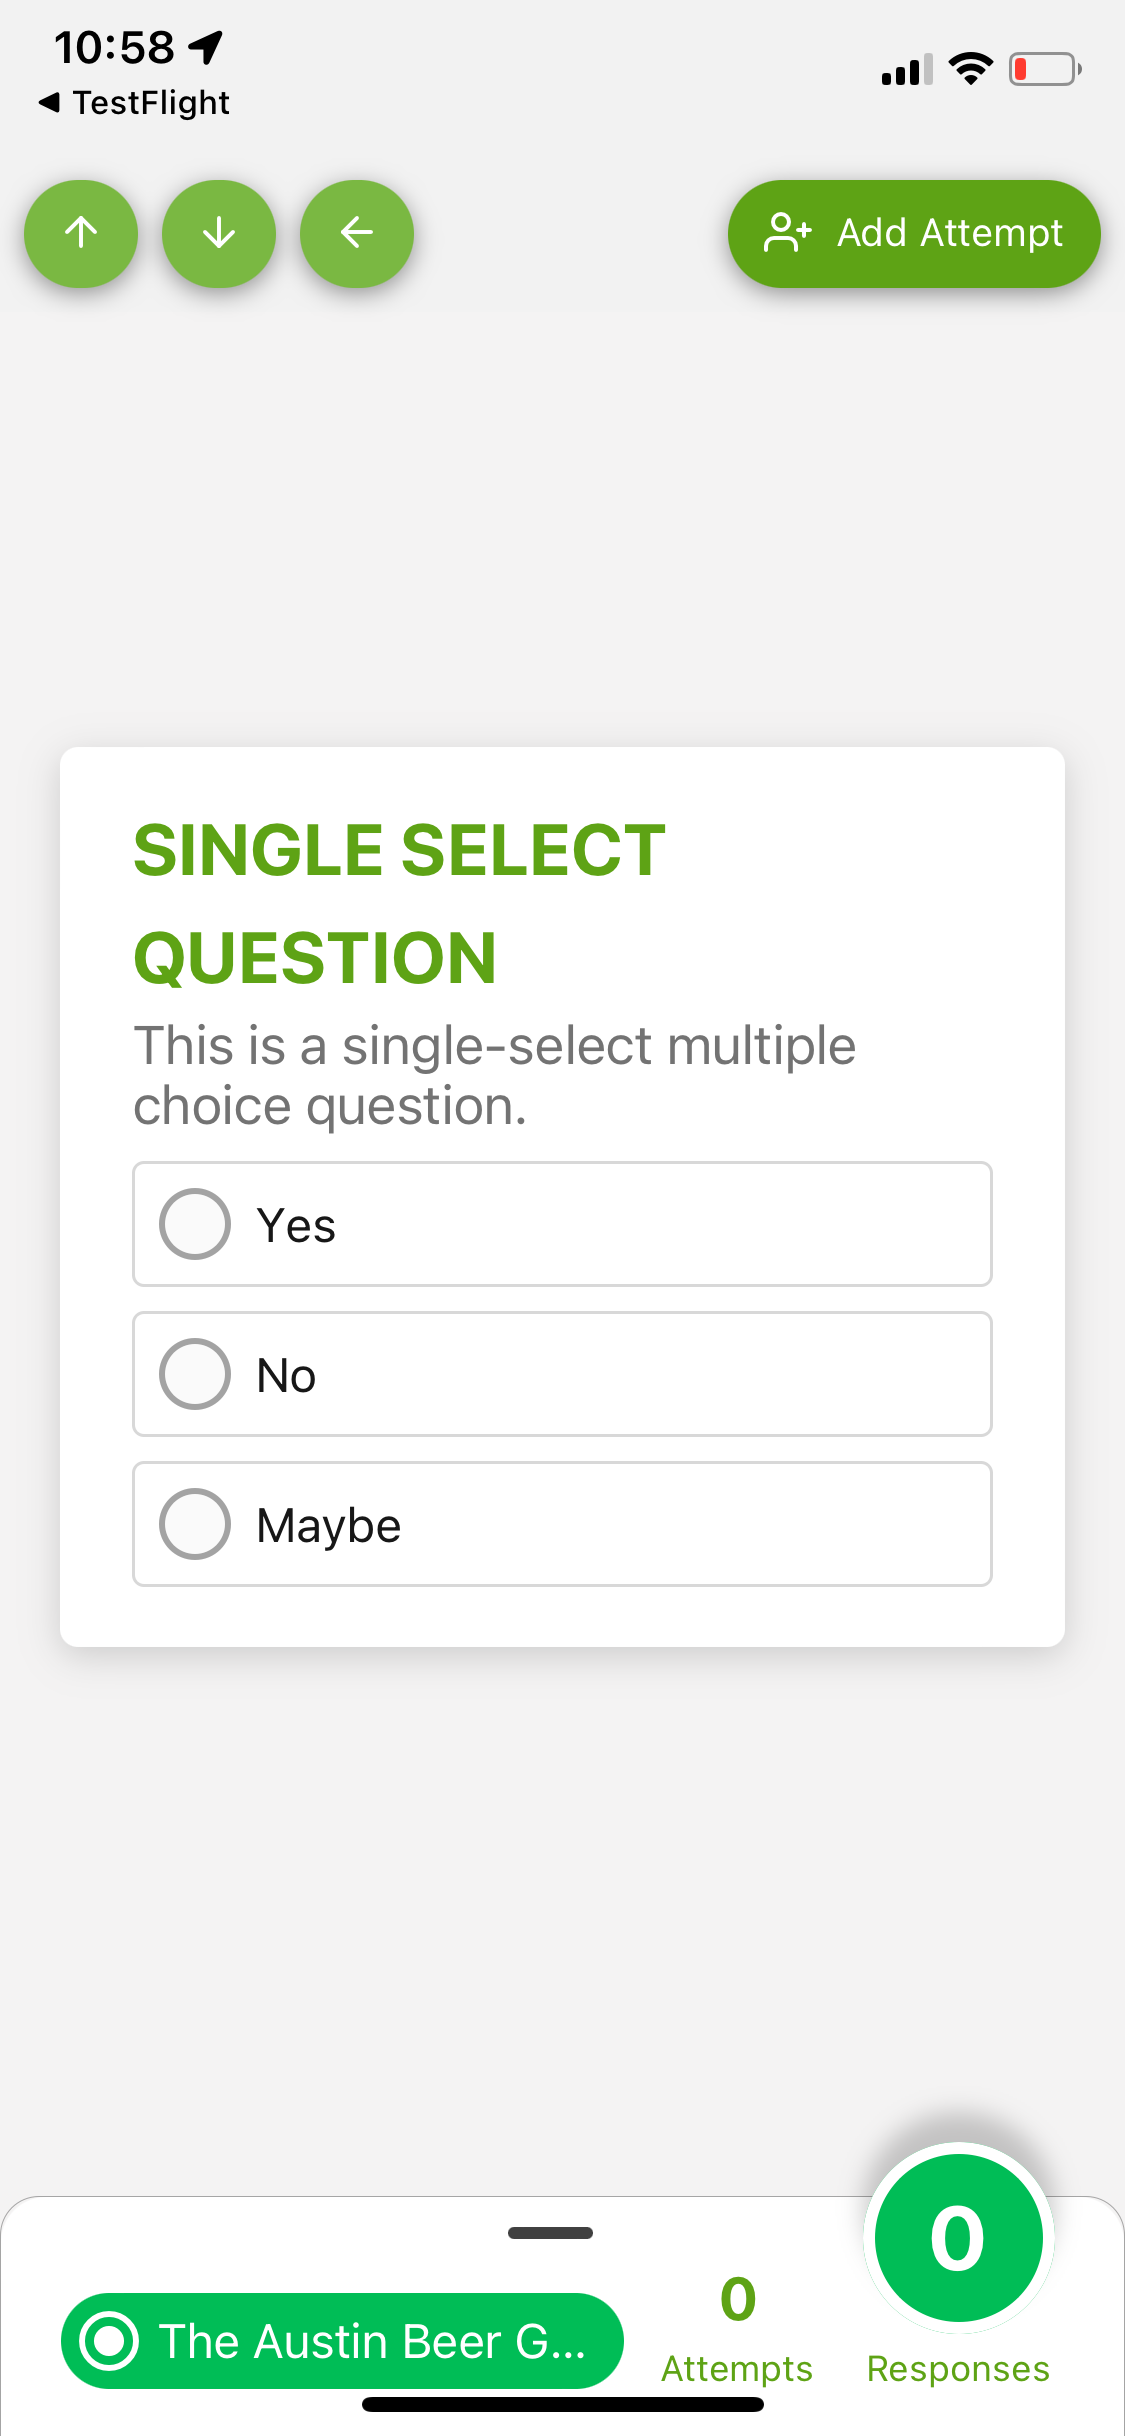 10:58
TestFlight
Add Attempt
SINGLE SELECT
QUESTION
This is a single-select multiple
choice question.
Yes
No
Maybe
0
0
The Austin Beer G...
Attempts
Responses